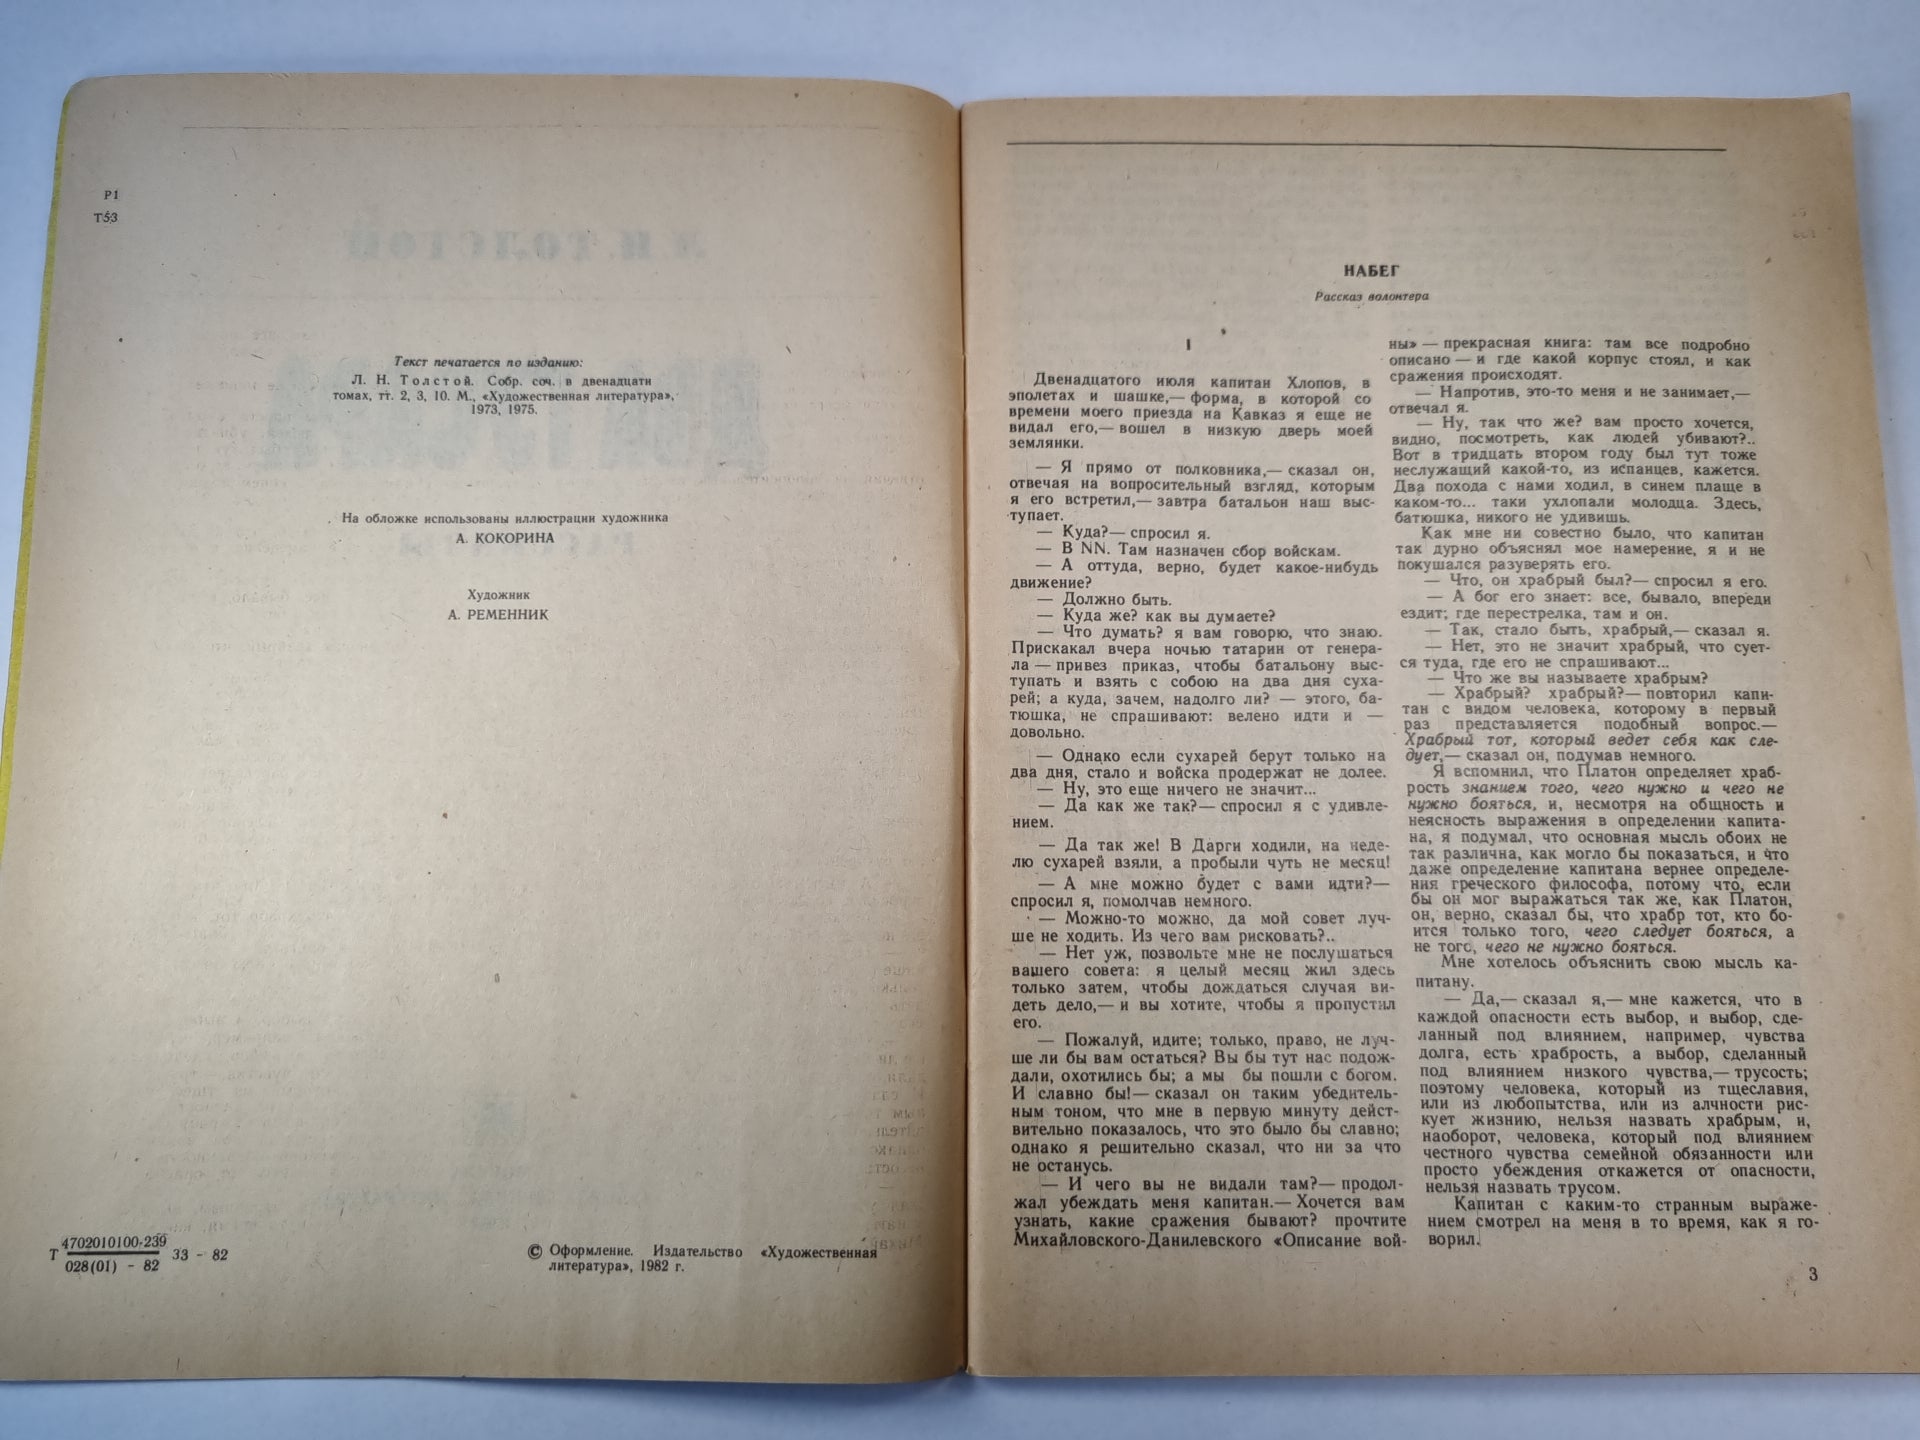 Р1
Т53
Текст печатается по изданию:
Л. Н. Толстой. Собр. соч. в двенадцати
томах, тт. 2, 3, 10. М., «Художественная литература»,
1973, 1975.
На обложке использованы иллюстрации художника
А. КОКОРИНА
Художник
А. РЕМЕННИК
Т 4702010100-239 33 - 82
028(01) - 82
© Оформление. Издательство «Художественная
литература», 1982 г.
НАБЕГ
Рассказ волонтера
I
Двенадцатого июля капитан Хлопов, в
эполетах и шашке,— форма, в которой со
времени моего приезда на Кавказ я еще не
видал его,— вошел в низкую дверь моей
землянки.
— Я прямо от полковника,— сказал он,
отвечая на вопросительный взгляд, которым
я его встретил,— завтра батальон наш выс-
тупает.
— Куда?— спросил я.
— В NN. Там назначен сбор войскам.
— А оттуда, верно, будет какое-нибудь
движение?
— Должно быть.
— Куда же? как вы думаете?
— Что думать? я вам говорю, что знаю.
Прискакал вчера ночью татарин от генера-
ла — привез приказ, чтобы батальону выс-
тупать и взять с собою на два дня суха-
рей; а куда, зачем, надолго ли? — этого, ба-
тюшка, не спрашивают: велено идти и —
довольно.
— Однако если сухарей берут только на
два дня, стало и войска продержат не долее.
— Ну, это еще ничего не значит...
— Да как же так?— спросил я с удивле-
нием.
— Да так же! В Дарги ходили, на неде-
лю сухарей взяли, а пробыли чуть не месяц!
— А мне можно будет с вами идти?—
спросил я, помолчав немного.
— Можно-то можно, да мой совет луч-
ше не ходить. Из чего вам рисковать?..
— Нет уж, позвольте мне не послушаться
вашего совета: я целый месяц жил здесь
только затем, чтобы дождаться случая ви-
деть дело,— и вы хотите, чтобы я пропустил
его.
— Пожалуй, идите; только, право, не луч-
ше ли бы вам остаться? Вы бы тут нас подож-
дали, охотились бы; а мы бы пошли с богом.
И славно бы!— сказал он таким убедитель-
ным тоном, что мне в первую минуту дейст-
вительно показалось, что это было бы славно;
однако я решительно сказал, что ни за что
не останусь.
— И чего вы не видали там?— продол-
жал убеждать меня капитан.— Хочется вам
узнать, какие сражения бывают? прочтите
Михайловского-Данилевского «Описание вой-
ны» — прекрасная книга: там все подробно
описано — и где какой корпус стоял, и как
сражения происходят.
— Напротив, это-то меня и не занимает,—
отвечал я.
— Ну, так что же? вам просто хочется,
видно, посмотреть, как людей убивают?..
Вот в тридцать втором году был тут тоже
неслужащий какой-то, из испанцев, кажется.
Два похода с нами ходил, в синем плаще в
каком-то... таки ухлопали молодца. Здесь,
батюшка, никого не удивишь.
Как мне ни совестно было, что капитан
так дурно объяснял мое намерение, я и не
покушался разуверять его.
— Что, он храбрый был?— спросил я его.
— А бог его знает: все, бывало, впереди
ездит; где перестрелка, там и он.
— Так, стало быть, храбрый,— сказал я.
— Нет, это не значит храбрый, что сует-
ся туда, где его не спрашивают...
— Что же вы называете храбрым?
— Храбрый? храбрый?— повторил капи-
тан с видом человека, которому в первый
раз представляется подобный вопрос.—
Храбрый тот, который ведет себя как сле-
дует,— сказал он, подумав немного.
Я вспомнил, что Платон определяет храб-
рость знанием того, чего нужно и чего не
нужно бояться, и, несмотря на общность и
неясность выражения в определении капита-
на, я подумал, что основная мысль обоих не
так различна, как могло бы показаться, и что
даже определение капитана вернее определе-
ния греческого философа, потому что, если
бы он мог выражаться так же, как Платон,
он, верно, сказал бы, что храбр тот, кто бо-
ится только того, чего следует бояться, а
не того, чего не нужно бояться.
Мне хотелось объяснить свою мысль ка-
питану.
— Да,— сказал я,— мне кажется, что в
каждой опасности есть выбор, и выбор, сде-
ланный под влиянием, например, чувства
долга, есть храбрость, а выбор, сделанный
под влиянием низкого чувства,— трусость;
поэтому человека, который из тщеславия,
или из любопытства, или из алчности рис-
кует жизнию, нельзя назвать храбрым, и,
наоборот, человека, который под влиянием
честного чувства семейной обязанности или
просто убеждения откажется от опасности,
нельзя назвать трусом.
Капитан с каким-то странным выраже-
нием смотрел на меня в то время, как я го-
ворил.
3